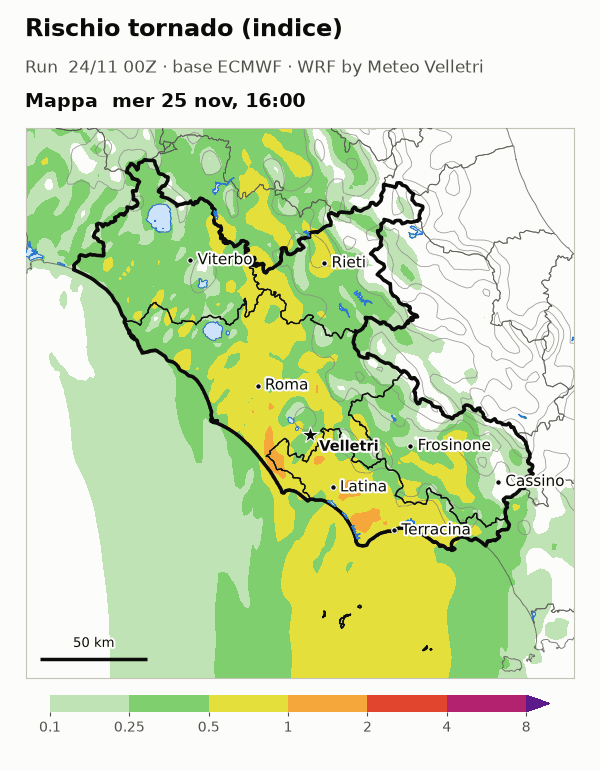 Rischio tornado (indice)
Run  24/11 00Z · base ECMWF · WRF by Meteo Velletri
Mappa  mer 25 nov, 16:00
Viterbo
Rieti
Roma
Velletri
Frosinone
Cassino
Latina
Terracina
50 km
0.1 0.25 0.5 1 2 4 8